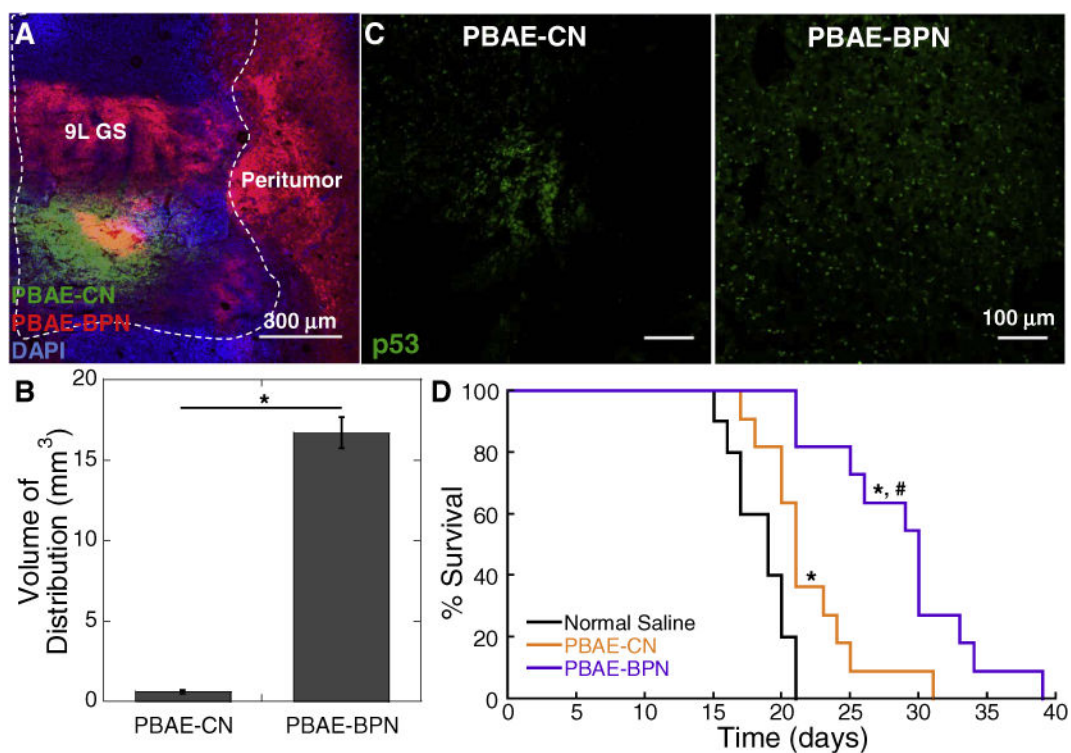 A
9L GS
Peritumor
PBAE-CN
PBAE-BPN
DAPI
300 μm
C
PBAE-CN
PBAE-BPN
p53
100 μm
B
Volume of
Distribution (mm³)
20
15
10
5
0
*
PBAE-CN
PBAE-BPN
D
% Survival
100
80
60
40
20
0
*, #
*
Normal Saline
PBAE-CN
PBAE-BPN
0 5 10 15 20 25 30 35 40
Time (days)